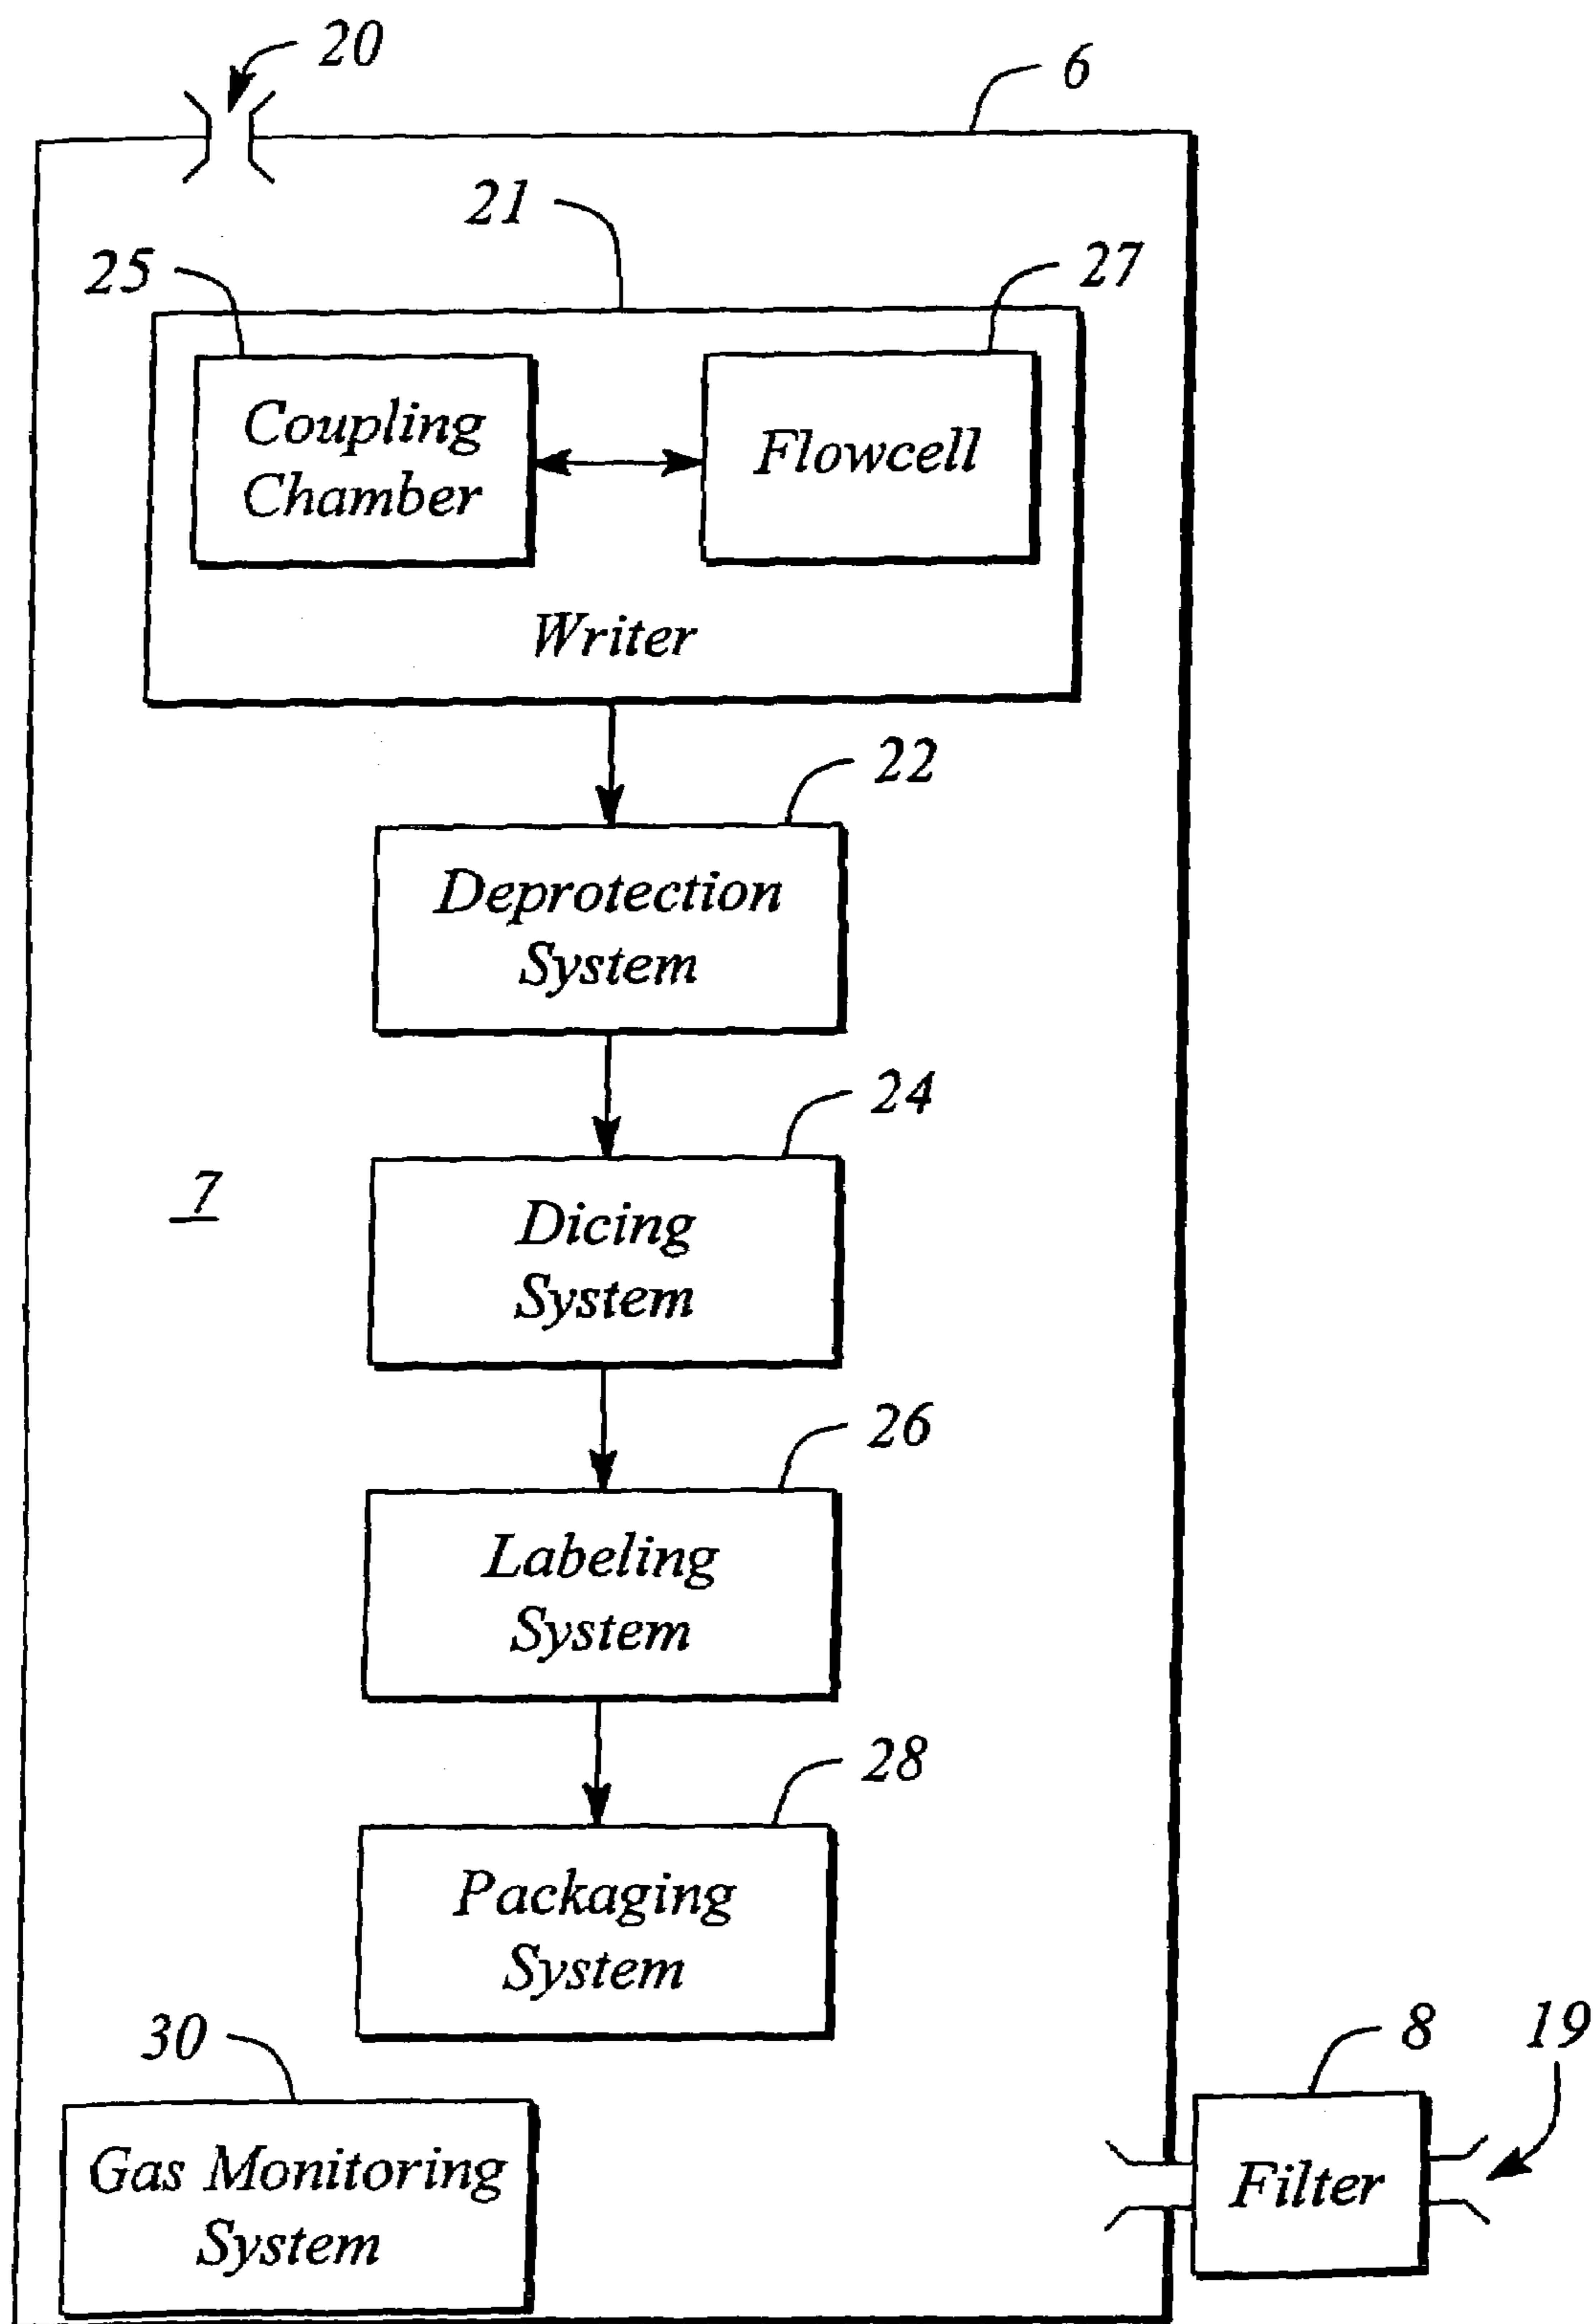 20
6
21
25
27
Coupling
Chamber
Flowcell
Writer
22
Deprotection
System
24
7
Dicing
System
26
Labeling
System
28
Packaging
System
30
8
19
Gas Monitoring
System
Filter